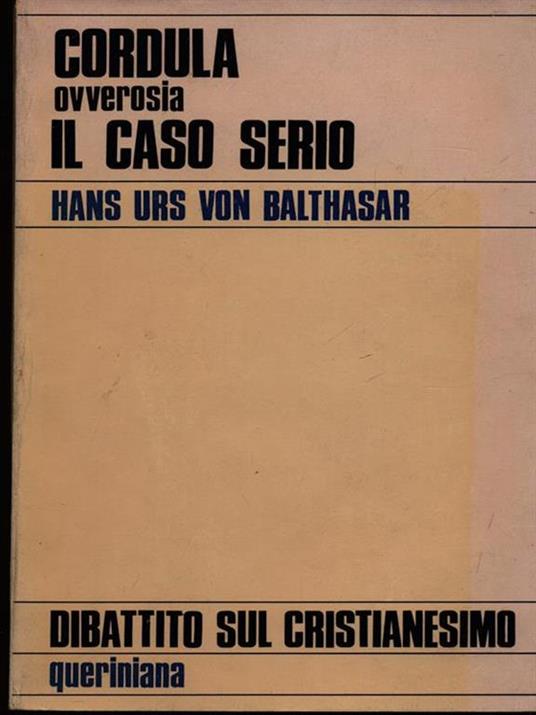 CORDULA
ovverosia
IL CASO SERIO
HANS URS VON BALTHASAR
DIBATTITO SUL CRISTIANESIMO
queriniana